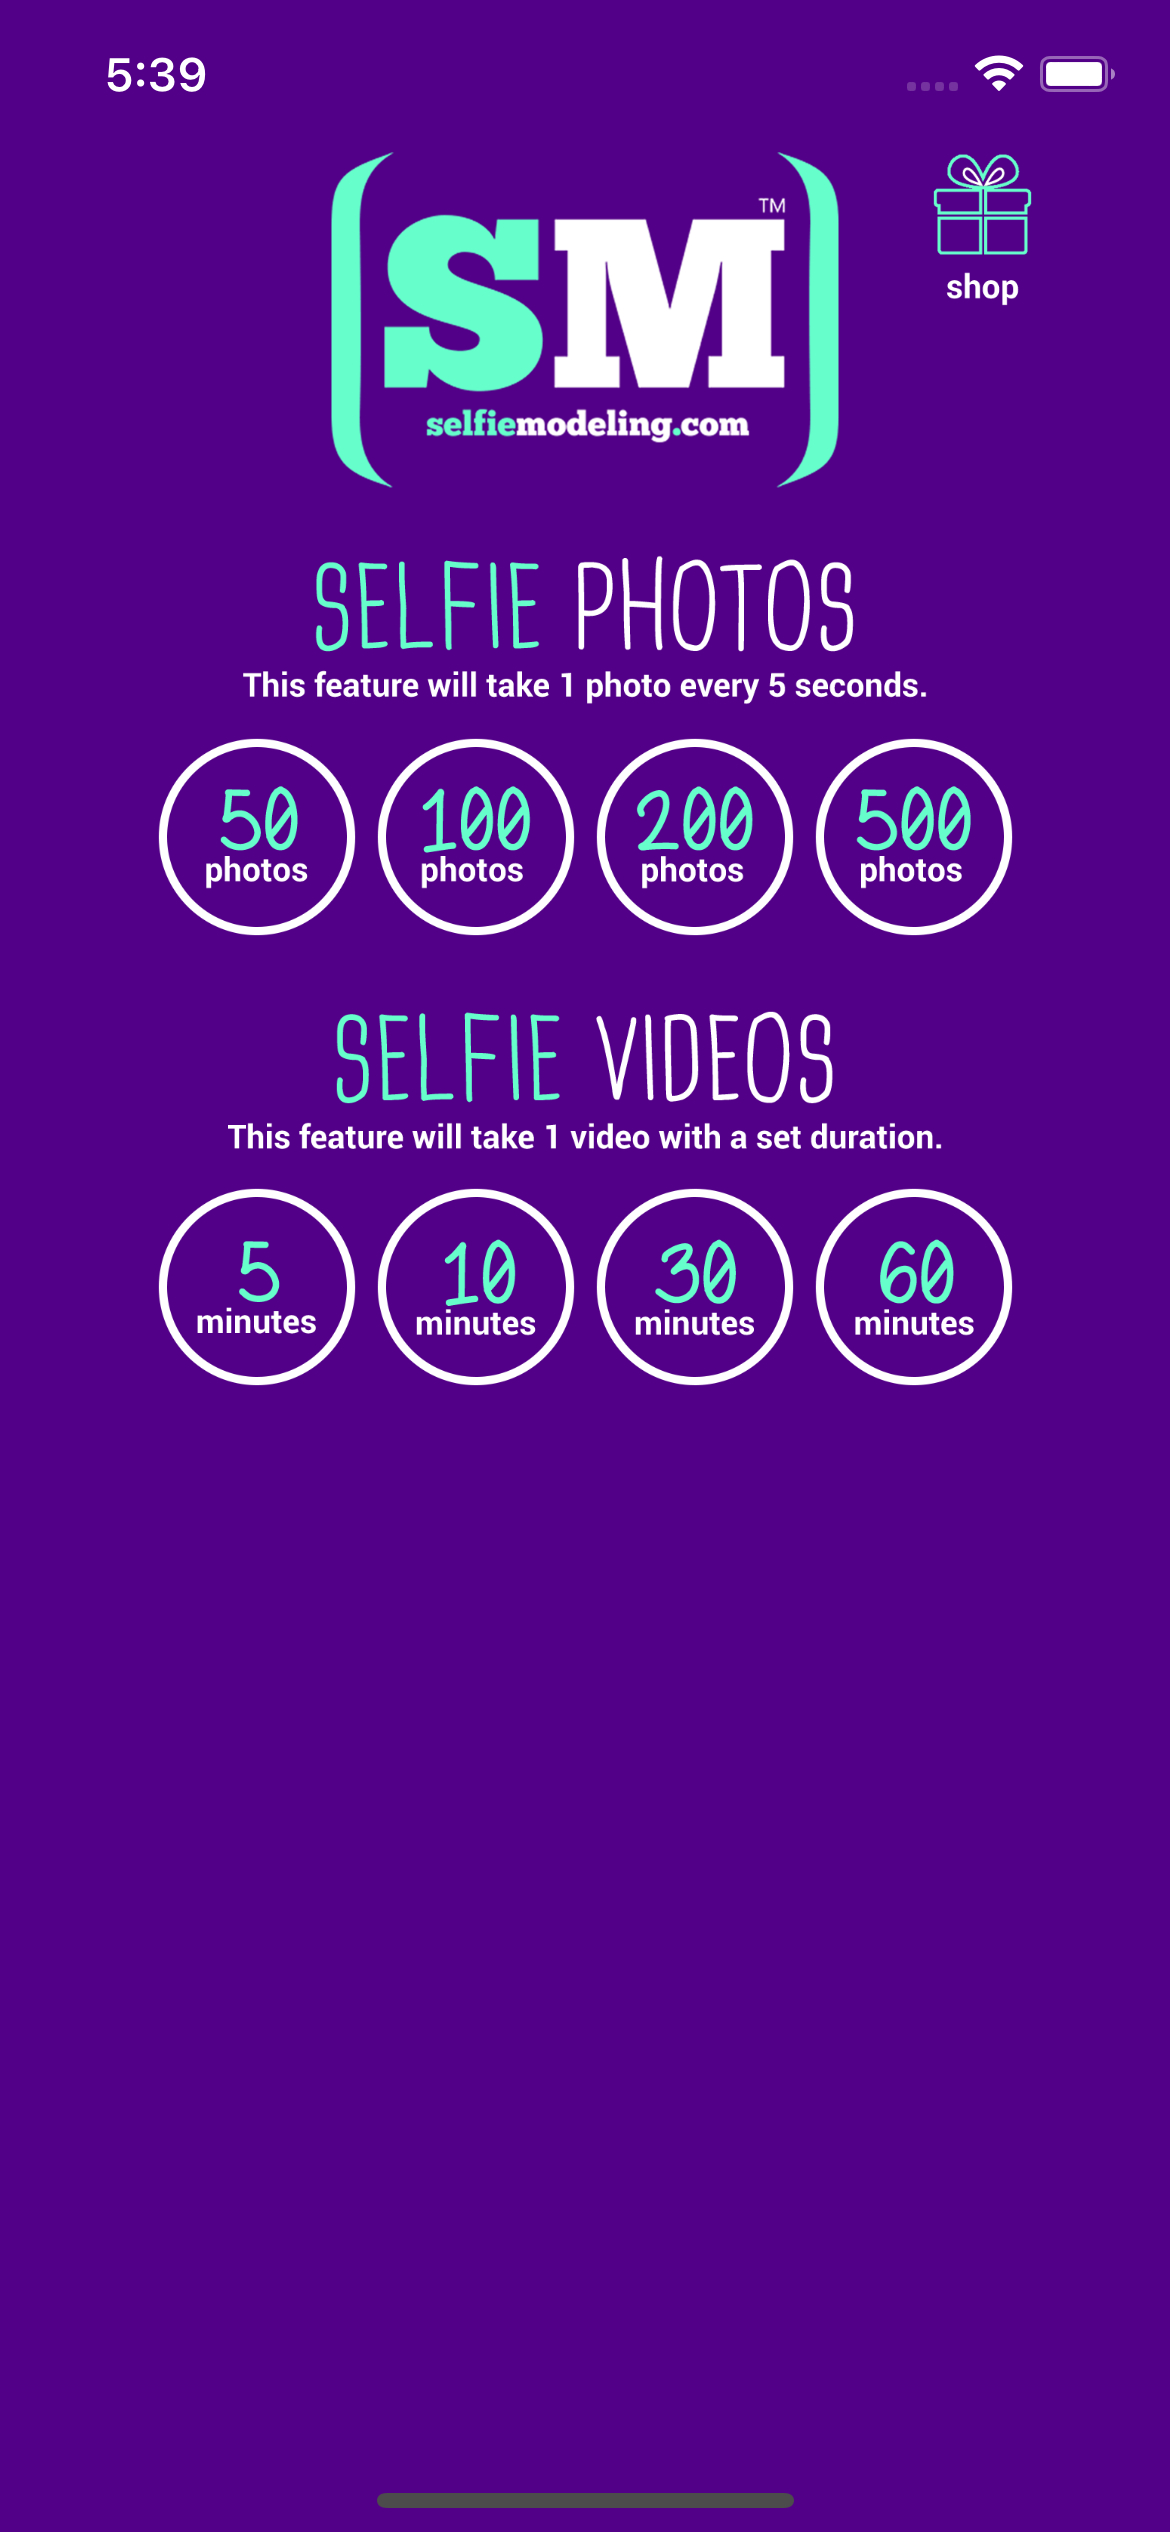 5:39
SM™
selfiemodeling.com
shop
SELFIE PHOTOS
This feature will take 1 photo every 5 seconds.
50 100 200 500
photos photos photos photos
SELFIE VIDEOS
This feature will take 1 video with a set duration.
5 10 30 60
minutes minutes minutes minutes